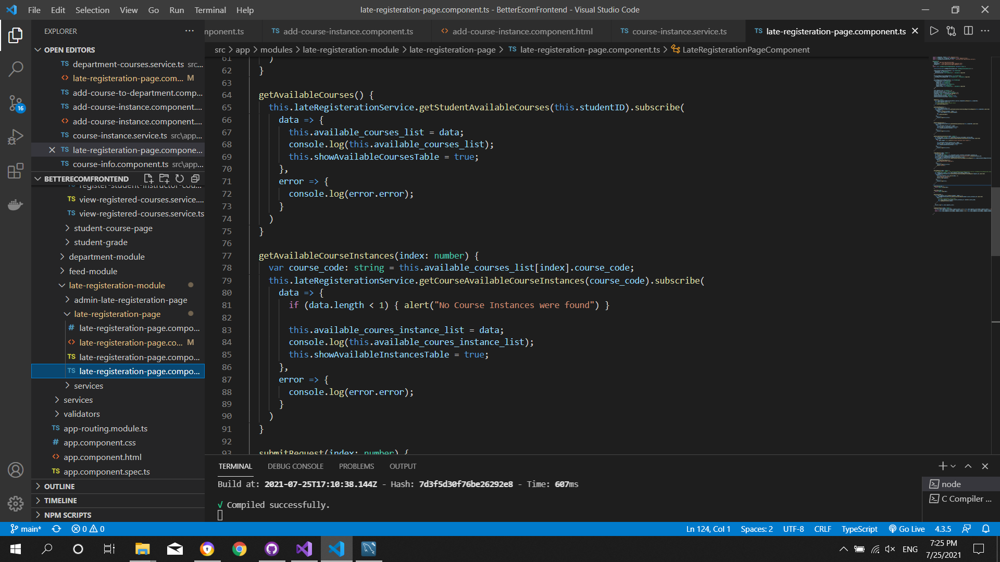 File Edit Selection View Go Run Terminal Help
late-registeration-page.component.ts - BetterEcomFrontend - Visual Studio Code
EXPLORER
mponent.ts
TS add-course-instance.component.ts
<> add-course-instance.component.html
TS course-instance.service.ts
TS late-registeration-page.component.ts
OPEN EDITORS
src > app > modules > late-registeration-module > late-registeration-page > TS late-registeration-page.component.ts > LateRegisterationPageComponent
TS department-courses.service.ts src...
<> late-registeration-page.com... M
TS add-course-to-department.comp...
TS add-course-instance.component....
<> add-course-instance.component....
TS course-instance.service.ts src\app...
TS late-registeration-page.compone...
TS course-info.component.ts src\app...
BETTERECOMFRONTEND
TS register-student-instructor-cou...
TS view-registered-courses.service....
TS view-registered-courses.service.ts
student-course-page
student-grade
department-module
feed-module
late-registeration-module
admin-late-registeration-page
late-registeration-page
# late-registeration-page.compo...
<> late-registeration-page.co... M
TS late-registeration-page.compo...
TS late-registeration-page.compo...
services
services
validators
TS app-routing.module.ts
# app.component.css
<> app.component.html
TS app.component.spec.ts
OUTLINE
TIMELINE
NPM SCRIPTS
16
61 )
62 }
63
64 getAvailableCourses() {
65 this.lateRegisterationService.getStudentAvailableCourses(this.studentID).subscribe(
66 data => {
67 this.available_courses_list = data;
68 console.log(this.available_courses_list);
69 this.showAvailableCoursesTable = true;
70 },
71 error => {
72 console.log(error.error);
73 }
74 )
75 }
76
77 getAvailableCourseInstances(index: number) {
78 var course_code: string = this.available_courses_list[index].course_code;
79 this.lateRegisterationService.getCourseAvailableCourseInstances(course_code).subscribe(
80 data => {
81 if (data.length < 1) { alert("No Course Instances were found") }
82
83 this.available_coures_instance_list = data;
84 console.log(this.available_coures_instance_list);
85 this.showAvailableInstancesTable = true;
86 },
87 error => {
88 console.log(error.error);
89 }
90 )
91 }
92
93 submitRequest(index: number) {
TERMINAL DEBUG CONSOLE PROBLEMS OUTPUT
Build at: 2021-07-25T17:10:38.144Z - Hash: 7d3f5d30f76be26292e8 - Time: 607ms
√ Compiled successfully.
node
C Compiler ...
main* 0 0
Ln 124, Col 1 Spaces: 2 UTF-8 CRLF TypeScript Go Live 4.3.5
ENG
7:25 PM
7/25/2021